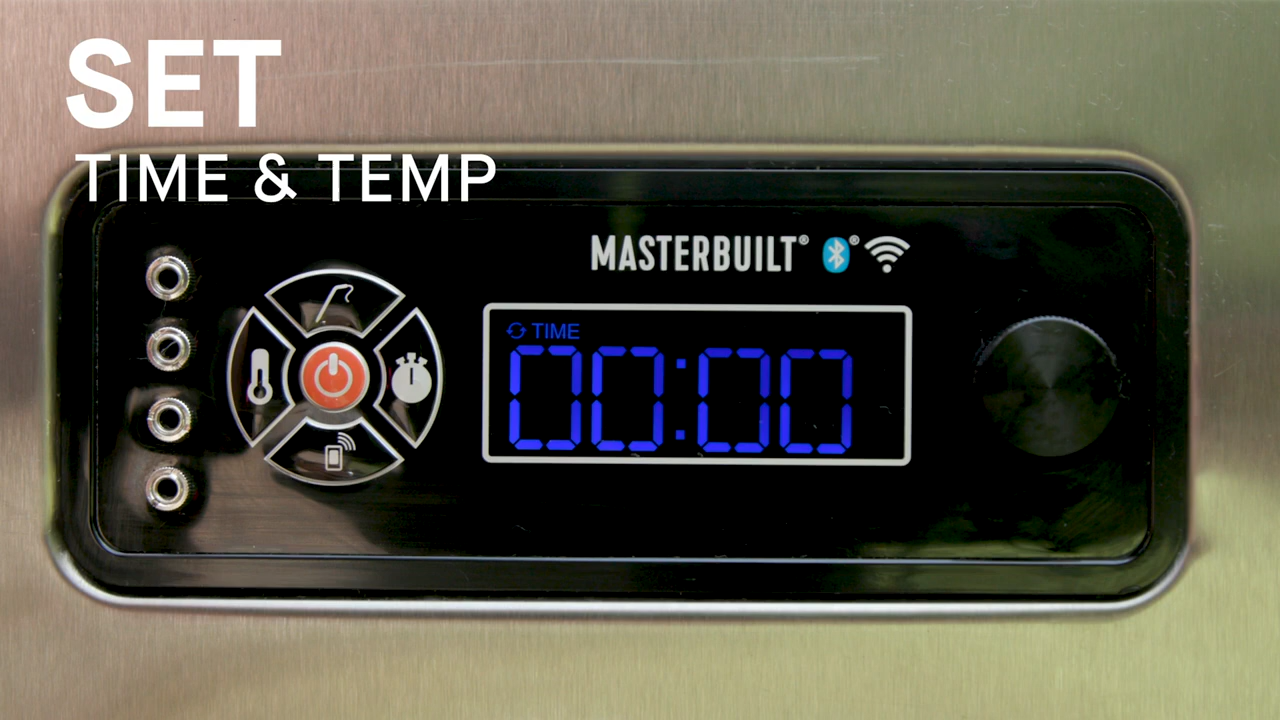 SET
TIME & TEMP
MASTERBUILT®
®
TIME
00:00